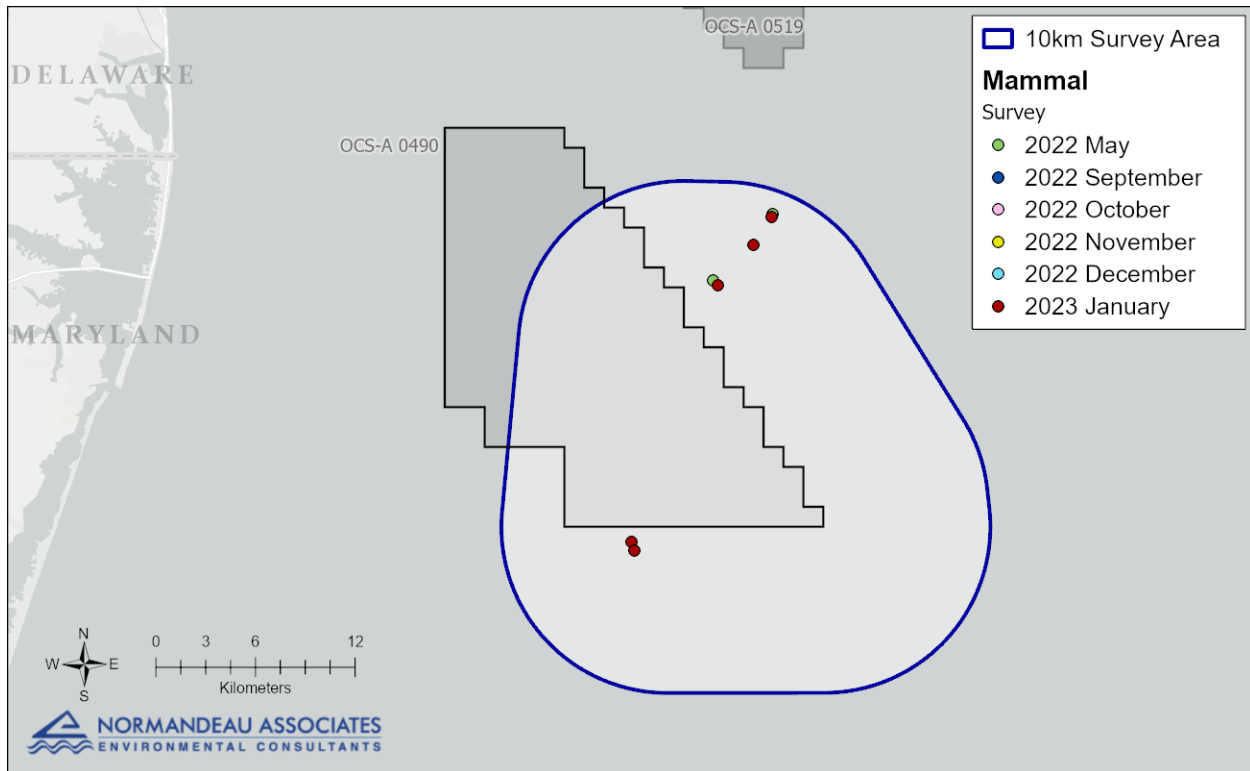 OCS-A 0519
DELAWARE
OCS-A 0490
MARYLAND
10km Survey Area
Mammal
Survey
2022 May
2022 September
2022 October
2022 November
2022 December
2023 January
N
W E
S
0 3 6 12
Kilometers
NORMANDEAU ASSOCIATES
ENVIRONMENTAL CONSULTANTS